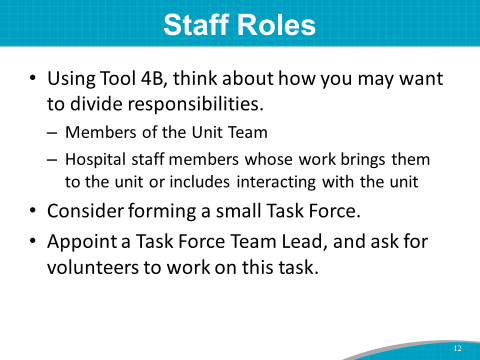 Staff Roles
• Using Tool 4B, think about how you may want
to divide responsibilities.
– Members of the Unit Team
– Hospital staff members whose work brings them
to the unit or includes interacting with the unit
• Consider forming a small Task Force.
• Appoint a Task Force Team Lead, and ask for
volunteers to work on this task.
12